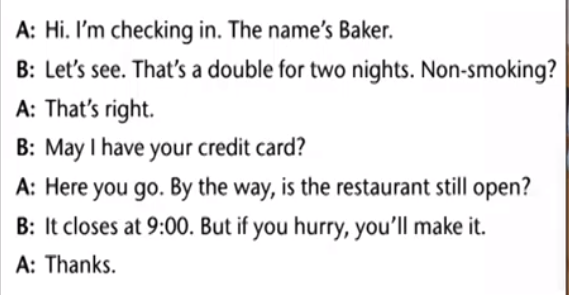 A: Hi. I'm checking in. The name's Baker.
B: Let's see. That's a double for two nights. Non-smoking?
A: That's right.
B: May I have your credit card?
A: Here you go. By the way, is the restaurant still open?
B: It closes at 9:00. But if you hurry, you'll make it.
A: Thanks.